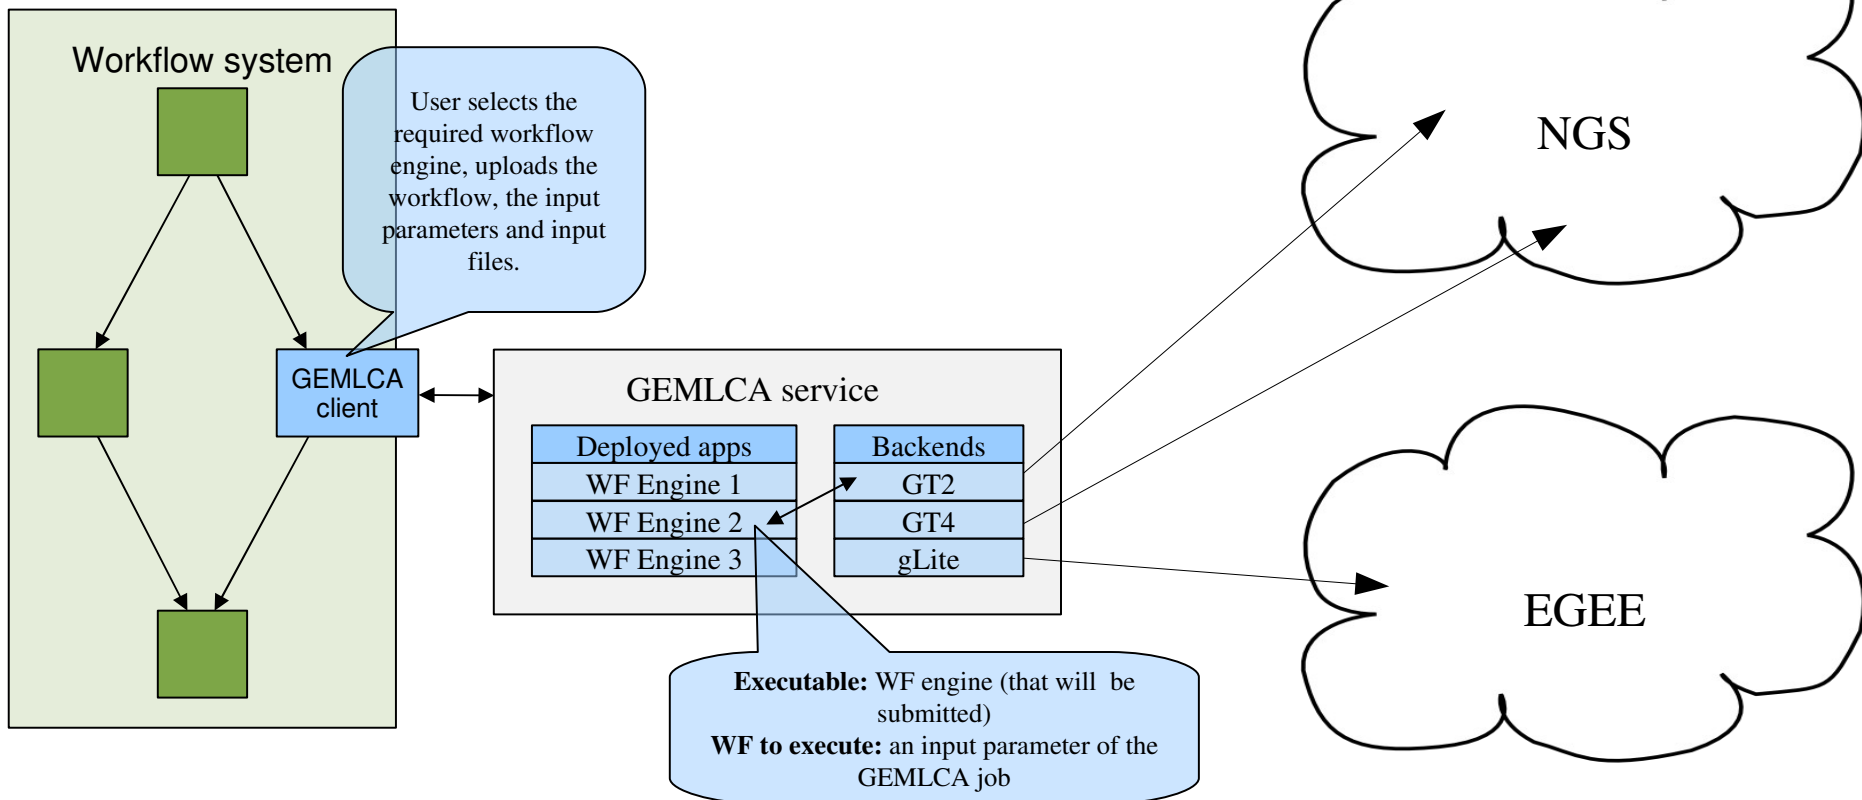 Workflow system
User selects the
required workflow
engine, uploads the
workflow, the input
parameters and input
files.
GEMLCA
client
GEMLCA service
Deployed apps
WF Engine 1
WF Engine 2
WF Engine 3
Backends
GT2
GT4
gLite
Executable: WF engine (that will be
submitted)
WF to execute: an input parameter of the
GEMLCA job
NGS
EGEE